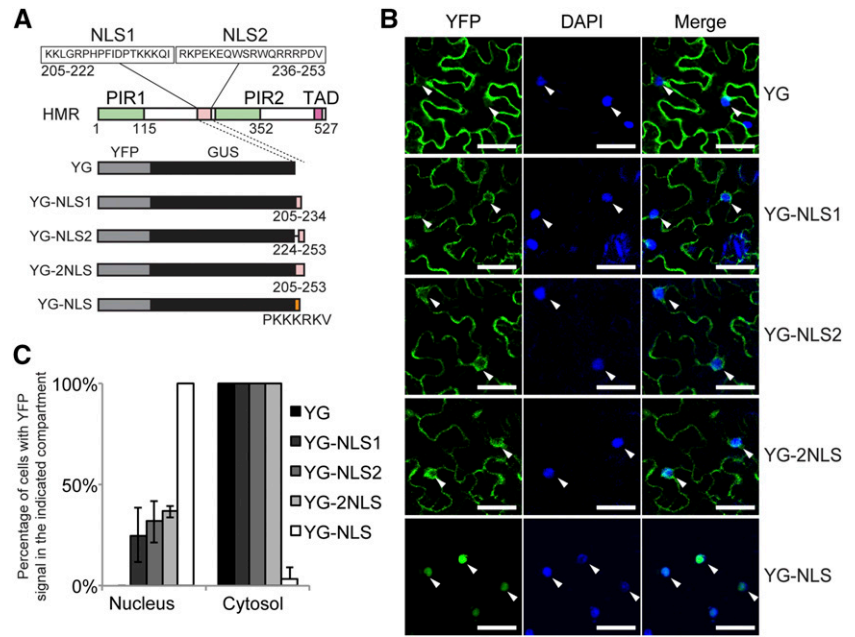 A
NLS1 NLS2
KKLGRPHPFIDPTKKKQI RKPEKEQWSRWQRRRPDV
205-222 236-253
PIR1 PIR2 TAD
HMR
1 115 352 527
YFP GUS
YG
YG-NLS1
205-234
YG-NLS2
224-253
YG-2NLS
205-253
YG-NLS
PKKKRKV
B
YFP DAPI Merge
YG
YG-NLS1
YG-NLS2
YG-2NLS
YG-NLS
C
Percentage of cells with YFP
signal in the indicated compartment
100%
50%
0%
Nucleus Cytosol
YG
YG-NLS1
YG-NLS2
YG-2NLS
YG-NLS